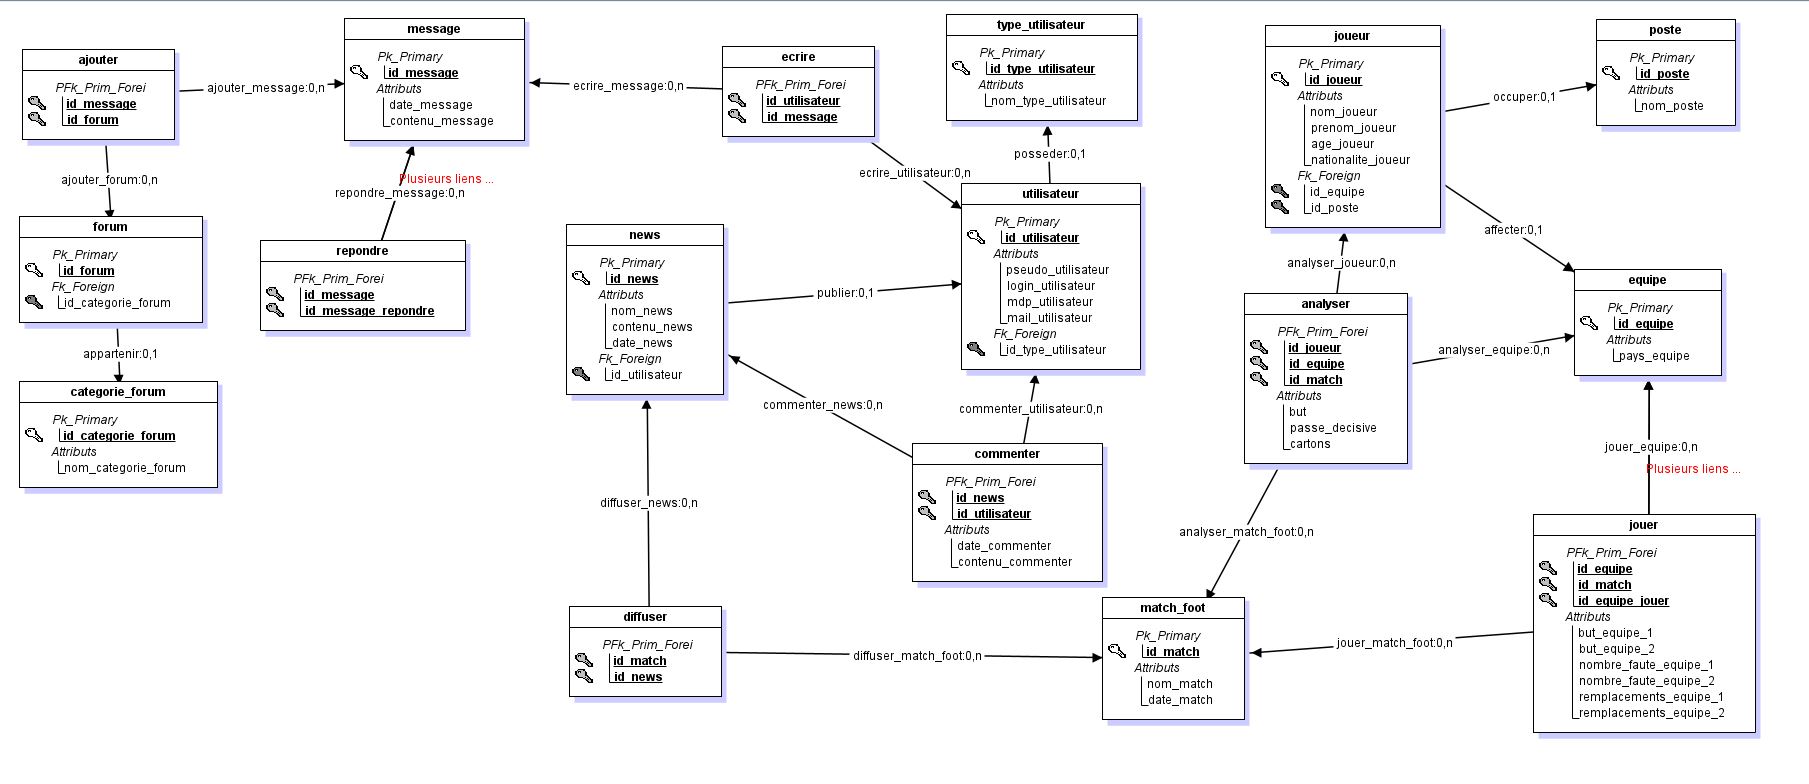 ajouter
PFk_Prim_Forei
id_message
id_forum
ajouter_message:0,n
message
Pk_Primary
id_message
Attributs
date_message
contenu_message
ecrire_message:0,n
ecrire
PFk_Prim_Forei
id_utilisateur
id_message
type_utilisateur
Pk_Primary
id_type_utilisateur
Attributs
nom_type_utilisateur
joueur
Pk_Primary
id_joueur
Attributs
nom_joueur
prenom_joueur
age_joueur
nationalite_joueur
Fk_Foreign
id_equipe
id_poste
occuper:0,1
poste
Pk_Primary
id_poste
Attributs
nom_poste
ajouter_forum:0,n
Plusieurs liens ...
repondre_message:0,n
ecrire_utilisateur:0,n
posseder:0,1
forum
Pk_Primary
id_forum
Fk_Foreign
id_categorie_forum
repondre
PFk_Prim_Forei
id_message
id_message_repondre
news
Pk_Primary
id_news
Attributs
nom_news
contenu_news
date_news
Fk_Foreign
id_utilisateur
publier:0,1
utilisateur
Pk_Primary
id_utilisateur
Attributs
pseudo_utilisateur
login_utilisateur
mdp_utilisateur
mail_utilisateur
Fk_Foreign
id_type_utilisateur
analyser_joueur:0,n
affecter:0,1
equipe
Pk_Primary
id_equipe
Attributs
pays_equipe
analyser
PFk_Prim_Forei
id_joueur
id_equipe
id_match
Attributs
but
passe_decisive
cartons
analyser_equipe:0,n
appartenir:0,1
categorie_forum
Pk_Primary
id_categorie_forum
Attributs
nom_categorie_forum
commenter_news:0,n
commenter_utilisateur:0,n
jouer_equipe:0,n
Plusieurs liens ...
commenter
PFk_Prim_Forei
id_news
id_utilisateur
Attributs
date_commenter
contenu_commenter
diffuser_news:0,n
analyser_match_foot:0,n
jouer
PFk_Prim_Forei
id_equipe
id_match
id_equipe_jouer
Attributs
but_equipe_1
but_equipe_2
nombre_faute_equipe_1
nombre_faute_equipe_2
remplacements_equipe_1
remplacements_equipe_2
diffuser
PFk_Prim_Forei
id_match
id_news
diffuser_match_foot:0,n
match_foot
Pk_Primary
id_match
Attributs
nom_match
date_match
jouer_match_foot:0,n